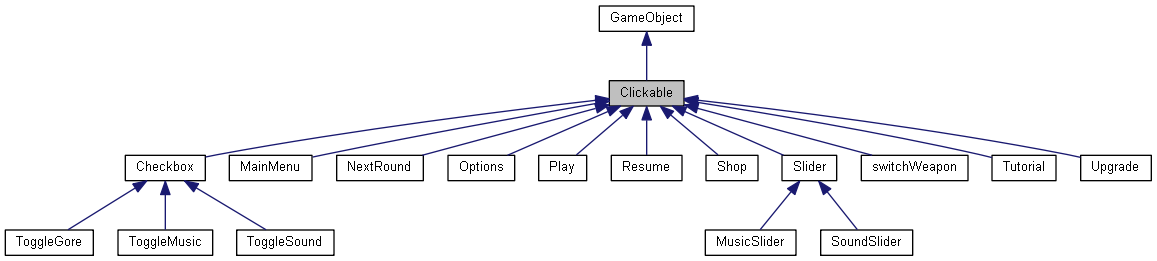 GameObject
Clickable
Checkbox
MainMenu
NextRound
Options
Play
Resume
Shop
Slider
switchWeapon
Tutorial
Upgrade
ToggleGore
ToggleMusic
ToggleSound
MusicSlider
SoundSlider